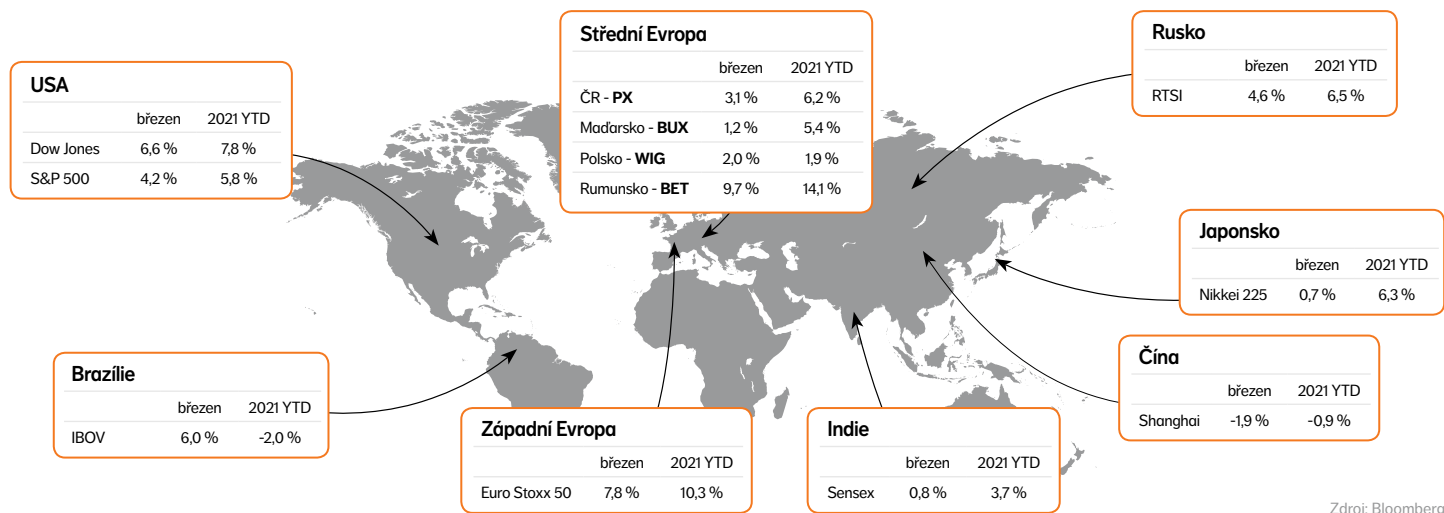 USA
březen 2021 YTD
Dow Jones 6,6 % 7,8 %
S&P 500 4,2 % 5,8 %
Střední Evropa
březen 2021 YTD
ČR - PX 3,1 % 6,2 %
Maďarsko - BUX 1,2 % 5,4 %
Polsko - WIG 2,0 % 1,9 %
Rumunsko - BET 9,7 % 14,1 %
Rusko
březen 2021 YTD
RTSI 4,6 % 6,5 %
Japonsko
březen 2021 YTD
Nikkei 225 0,7 % 6,3 %
Brazílie
březen 2021 YTD
IBOV 6,0 % -2,0 %
Západní Evropa
březen 2021 YTD
Euro Stoxx 50 7,8 % 10,3 %
Indie
březen 2021 YTD
Sensex 0,8 % 3,7 %
Čína
březen 2021 YTD
Shanghai -1,9 % -0,9 %
Zdroj: Bloomberg